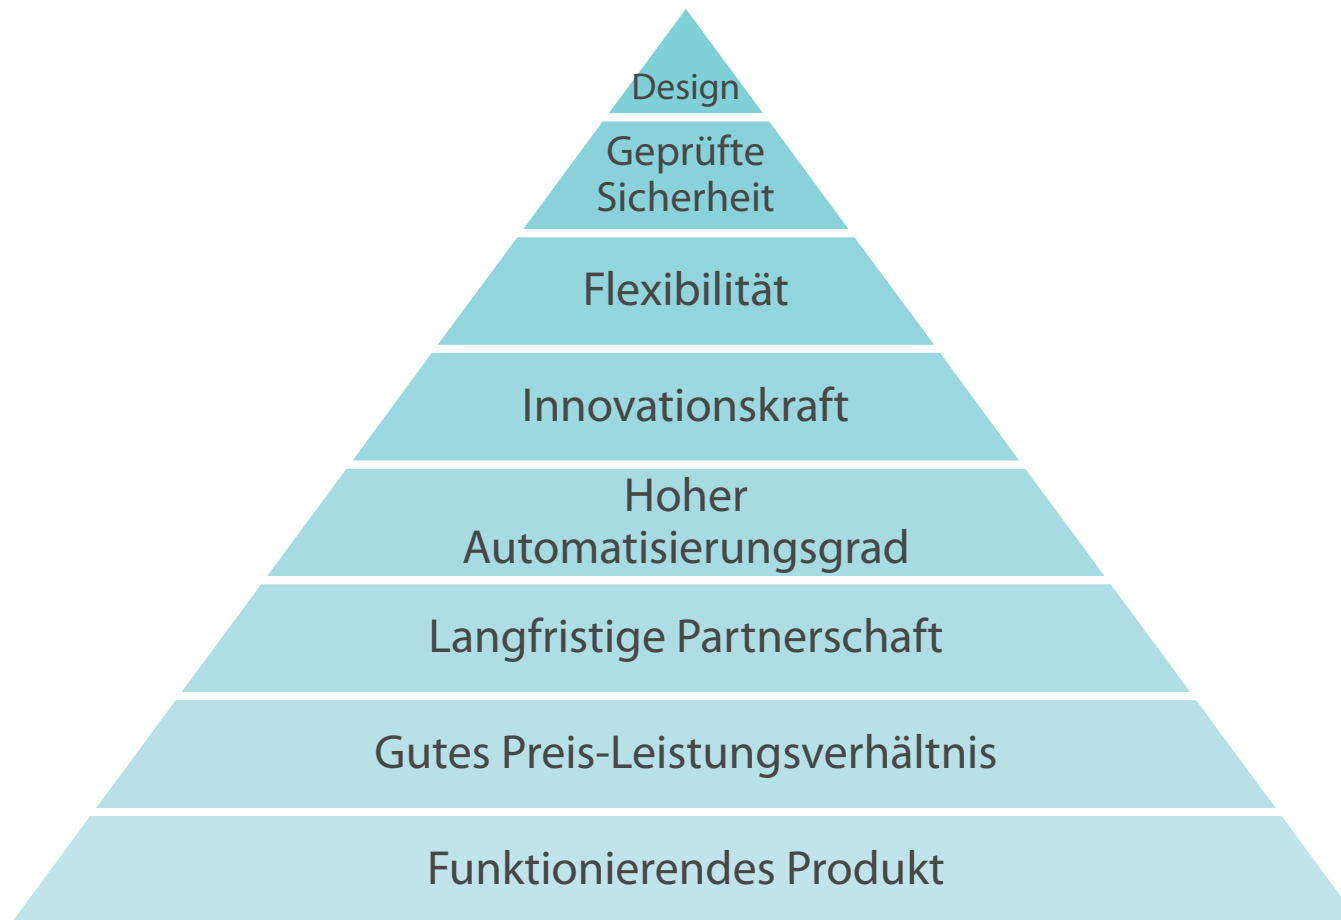 Design
Geprüfte
Sicherheit
Flexibilität
Innovationskraft
Hoher
Automatisierungsgrad
Langfristige Partnerschaft
Gutes Preis-Leistungsverhältnis
Funktionierendes Produkt